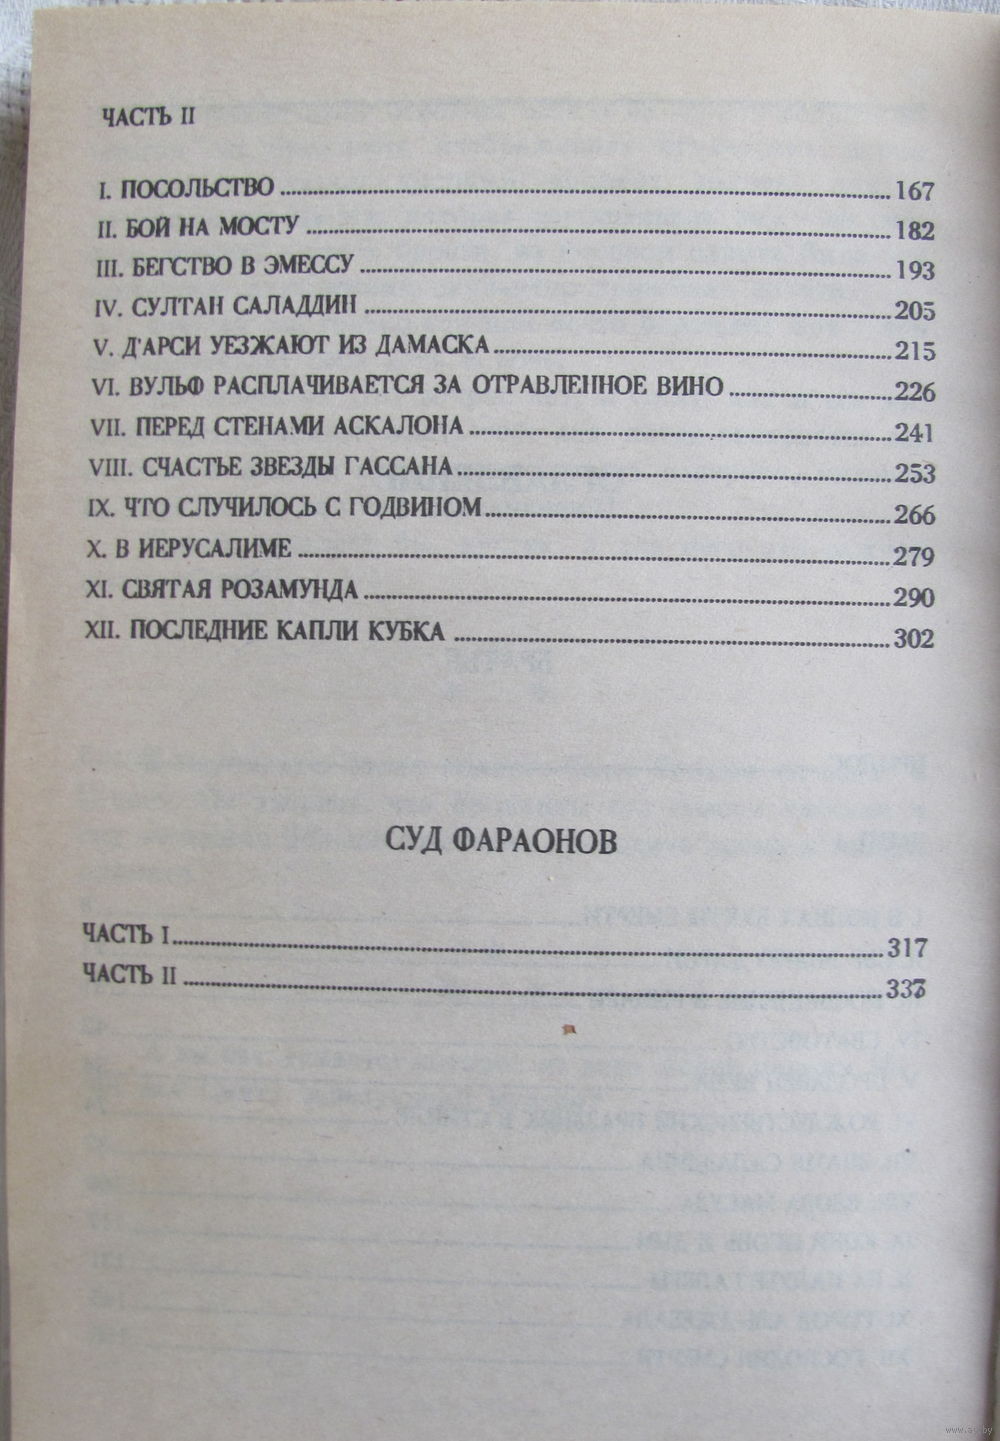 ЧАСТЬ II
I. ПОСОЛЬСТВО 167
II. БОЙ НА МОСТУ 182
III. БЕГСТВО В ЭМЕССУ 193
IV. СУЛТАН САЛАДДИН 205
V. Д'АРСИ УЕЗЖАЮТ ИЗ ДАМАСКА 215
VI. ВУЛЬФ РАСПЛАЧИВАЕТСЯ ЗА ОТРАВЛЕННОЕ ВИНО 226
VII. ПЕРЕД СТЕНАМИ АСКАЛОНА 241
VIII. СЧАСТЬЕ ЗВЕЗДЫ ГАССАНА 253
IX. ЧТО СЛУЧИЛОСЬ С ГОДВИНОМ 266
X. В ИЕРУСАЛИМЕ 279
XI. СВЯТАЯ РОЗАМУНДА 290
XII. ПОСЛЕДНИЕ КАПЛИ КУБКА 302
СУД ФАРАОНОВ
ЧАСТЬ I 317
ЧАСТЬ II